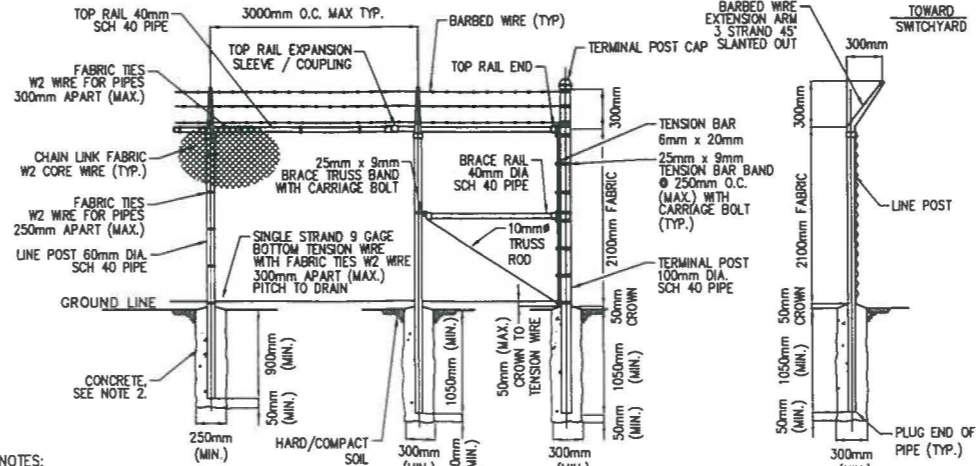 TOP RAIL 40mm
SCH 40 PIPE
3000mm O.C. MAX TYP.
BARBED WIRE (TYP)
BARBED WIRE
EXTENSION ARM
3 STRAND 45°
SLANTED OUT
TOWARD
SWITCHYARD
300mm
TOP RAIL EXPANSION
SLEEVE / COUPLING
TERMINAL POST CAP
TOP RAIL END
FABRIC TIES
W2 WIRE FOR PIPES
300mm APART (MAX.)
300mm
300mm
CHAIN LINK FABRIC
W2 CORE WIRE (TYP.)
25mm x 9mm
BRACE TRUSS BAND
WITH CARRIAGE BOLT
BRACE RAIL
40mm DIA
SCH 40 PIPE
TENSION BAR
6mm x 20mm
25mm x 9mm
TENSION BAR BAND
@ 250mm O.C.
(MAX.) WITH
CARRIAGE BOLT
(TYP.)
2100mm FABRIC
LINE POST
2100mm FABRIC
FABRIC TIES
W2 WIRE FOR PIPES
250mm APART (MAX.)
LINE POST 60mm DIA.
SCH 40 PIPE
SINGLE STRAND 9 GAGE
BOTTOM TENSION WIRE
WITH FABRIC TIES W2 WIRE
300mm APART (MAX.)
PITCH TO DRAIN
10mmø
TRUSS
ROD
TERMINAL POST
100mm DIA.
SCH 40 PIPE
GROUND LINE
50mm
CROWN
50mm
CROWN
900mm
(MIN.)
1050mm (MIN.)
50mm (MAX.)
CROWN TO
TENSION WIRE
1050mm
(MIN.)
1050mm
(MIN.)
CONCRETE,
SEE NOTE 2.
50mm
(MIN.)
50mm
(MIN.)
50mm
(MIN.)
250mm
(MIN.)
HARD/COMPACT
SOIL
300mm
300mm
300mm
PLUG END OF
PIPE (TYP.)
NOTES: